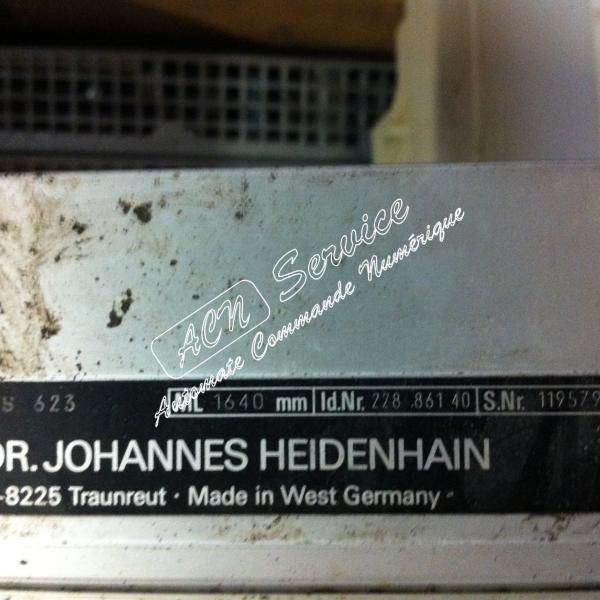 ACN Service
Automate Commande Numérique
S 623 ML 1640 mm Id.Nr. 228.861 40 S.Nr. 119579
DR. JOHANNES HEIDENHAIN
-8225 Traunreut · Made in West Germany